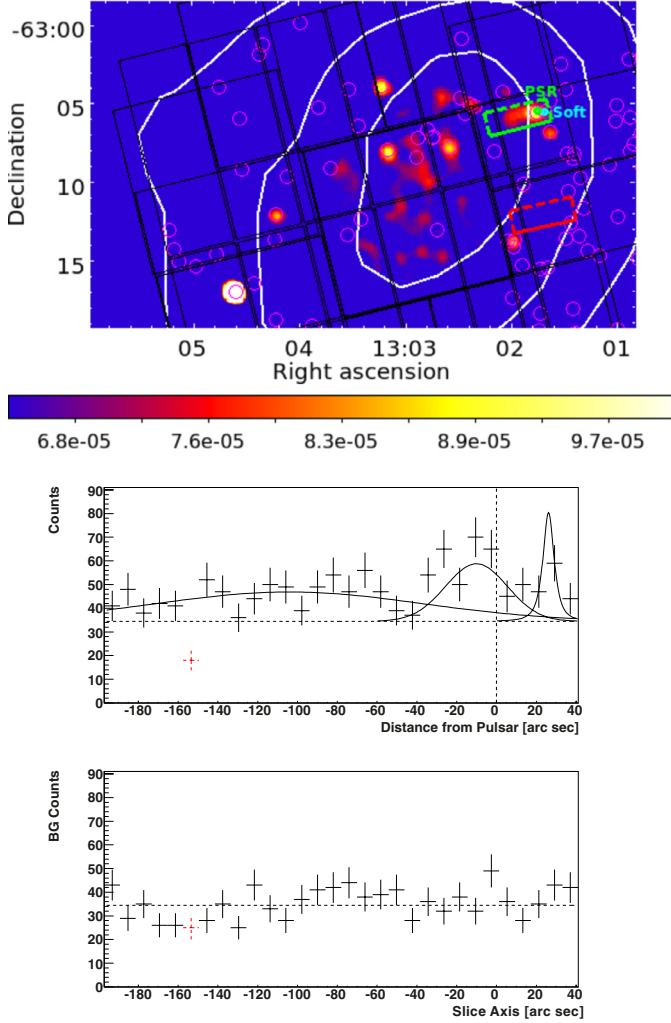 -63:00
05
10
15
Declination
PSR
Soft
05 04 13:03 02 01
Right ascension
6.8e-05 7.6e-05 8.3e-05 8.9e-05 9.7e-05
Counts
90
80
70
60
50
40
30
20
10
0
-180 -160 -140 -120 -100 -80 -60 -40 -20 0 20 40
Distance from Pulsar [arc sec]
BG Counts
90
80
70
60
50
40
30
20
10
0
-180 -160 -140 -120 -100 -80 -60 -40 -20 0 20 40
Slice Axis [arc sec]